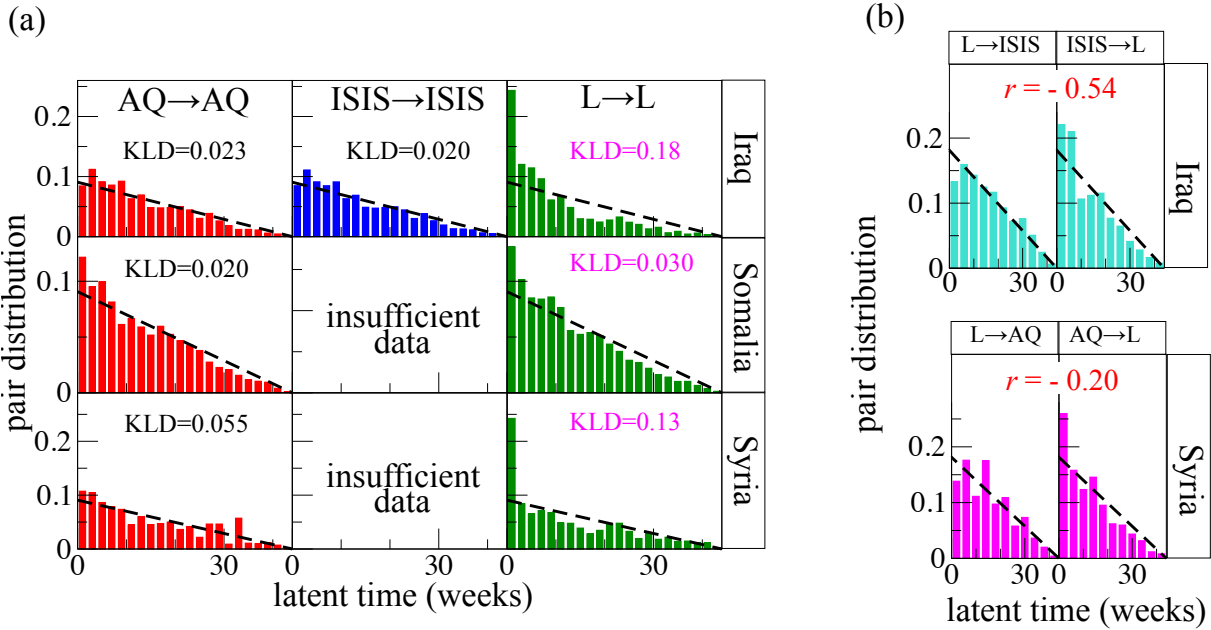 (a)
AQ→AQ
ISIS→ISIS
L→L
KLD=0.023
KLD=0.020
KLD=0.18
Iraq
0.2
0.1
0
KLD=0.020
insufficient
data
KLD=0.030
Somalia
0.1
0
KLD=0.055
insufficient
data
KLD=0.13
Syria
0.2
0.1
0
0
30
0
30
0
30
pair distribution
latent time (weeks)
(b)
L→ISIS
ISIS→L
r = - 0.54
Iraq
0.2
0.1
0
0
30
0
30
pair distribution
L→AQ
AQ→L
r = - 0.20
Syria
0.2
0.1
0
0
30
0
30
latent time (weeks)